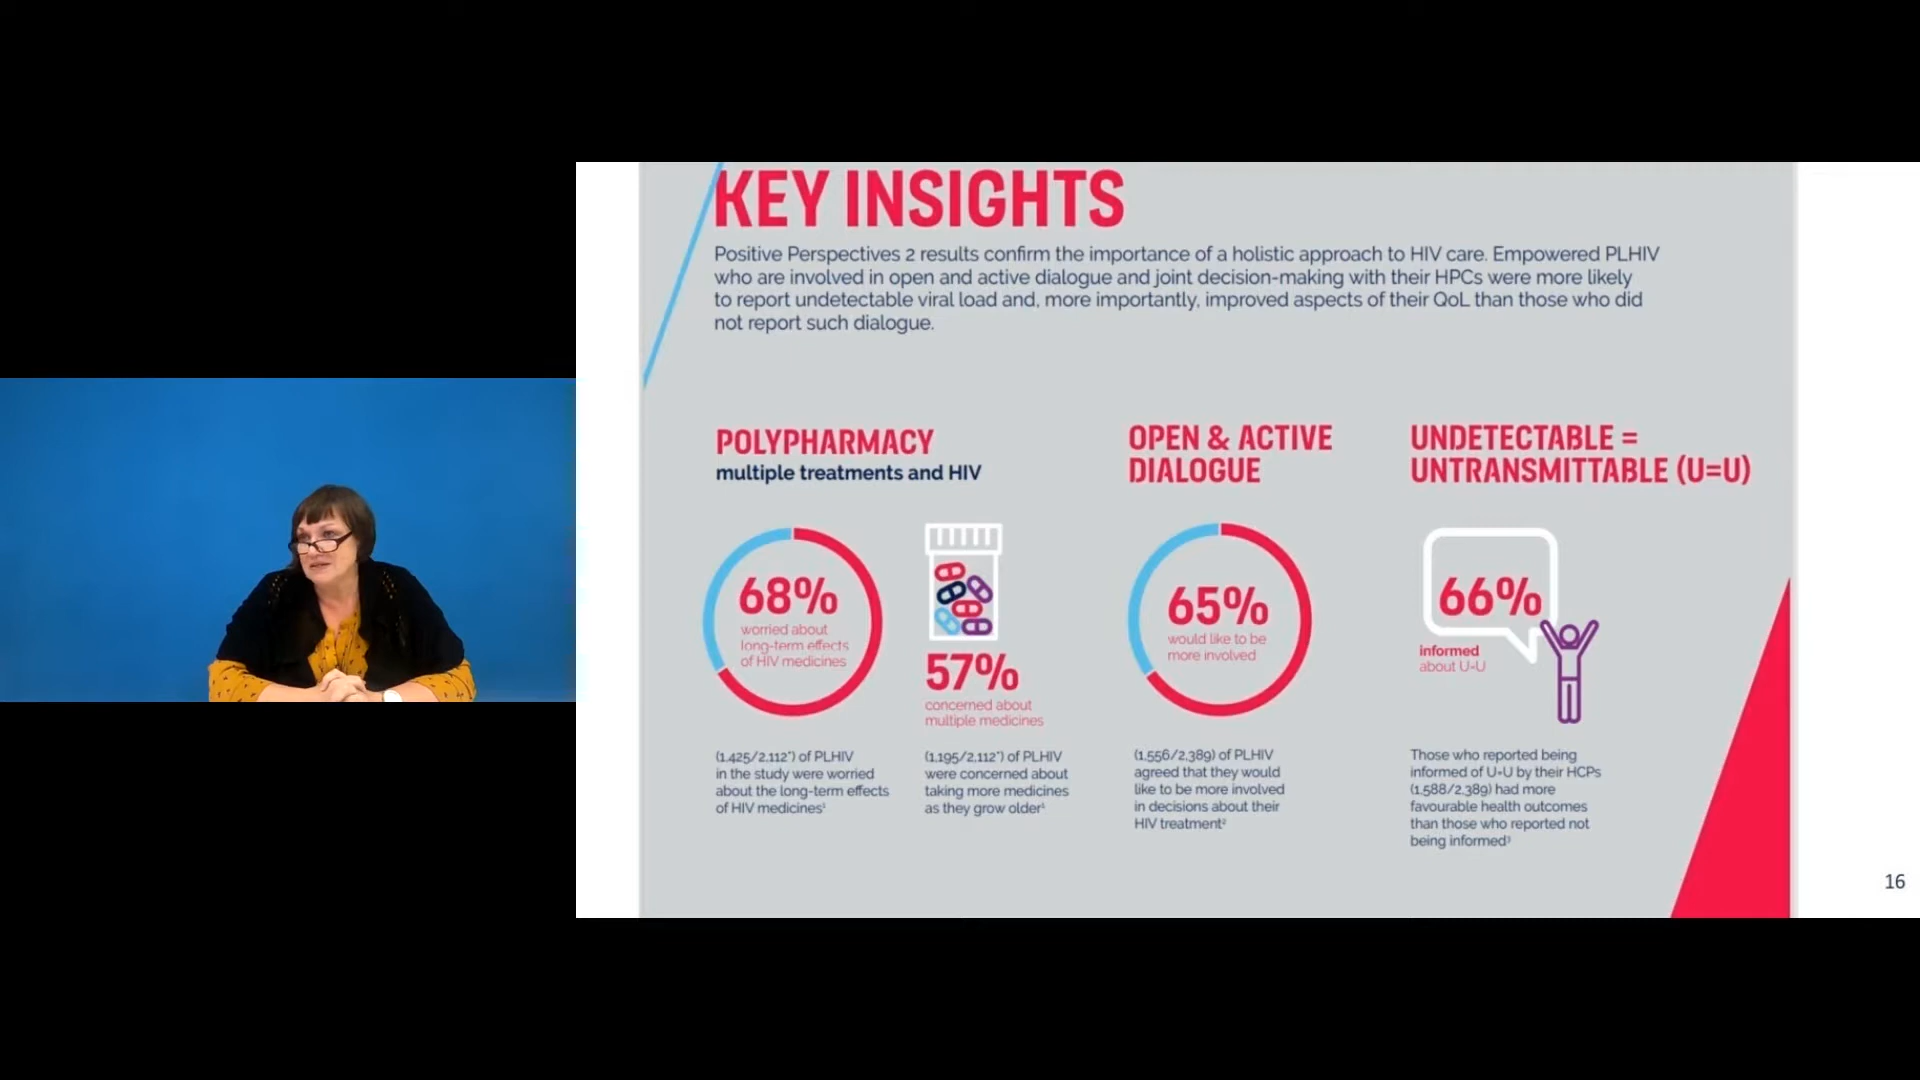 KEY INSIGHTS
Positive Perspectives 2 results confirm the importance of a holistic approach to HIV care. Empowered PLHIV
who are involved in open and active dialogue and joint decision-making with their HPCs were more likely
to report undetectable viral load and, more importantly, improved aspects of their QoL than those who did
not report such dialogue.
POLYPHARMACY
multiple treatments and HIV
68%
worried about
long-term effects
of HIV medicines
(1,425/2,112*) of PLHIV
in the study were worried
about the long-term effects
of HIV medicines¹
57%
concerned about
multiple medicines
(1,195/2,112*) of PLHIV
were concerned about
taking more medicines
as they grow older¹
OPEN & ACTIVE
DIALOGUE
65%
would like to be
more involved
(1,556/2,389) of PLHIV
agreed that they would
like to be more involved
in decisions about their
HIV treatment²
UNDETECTABLE =
UNTRANSMITTABLE (U=U)
66%
informed
about U=U
Those who reported being
informed of U=U by their HCPs
(1,588/2,389) had more
favourable health outcomes
than those who reported not
being informed³
16